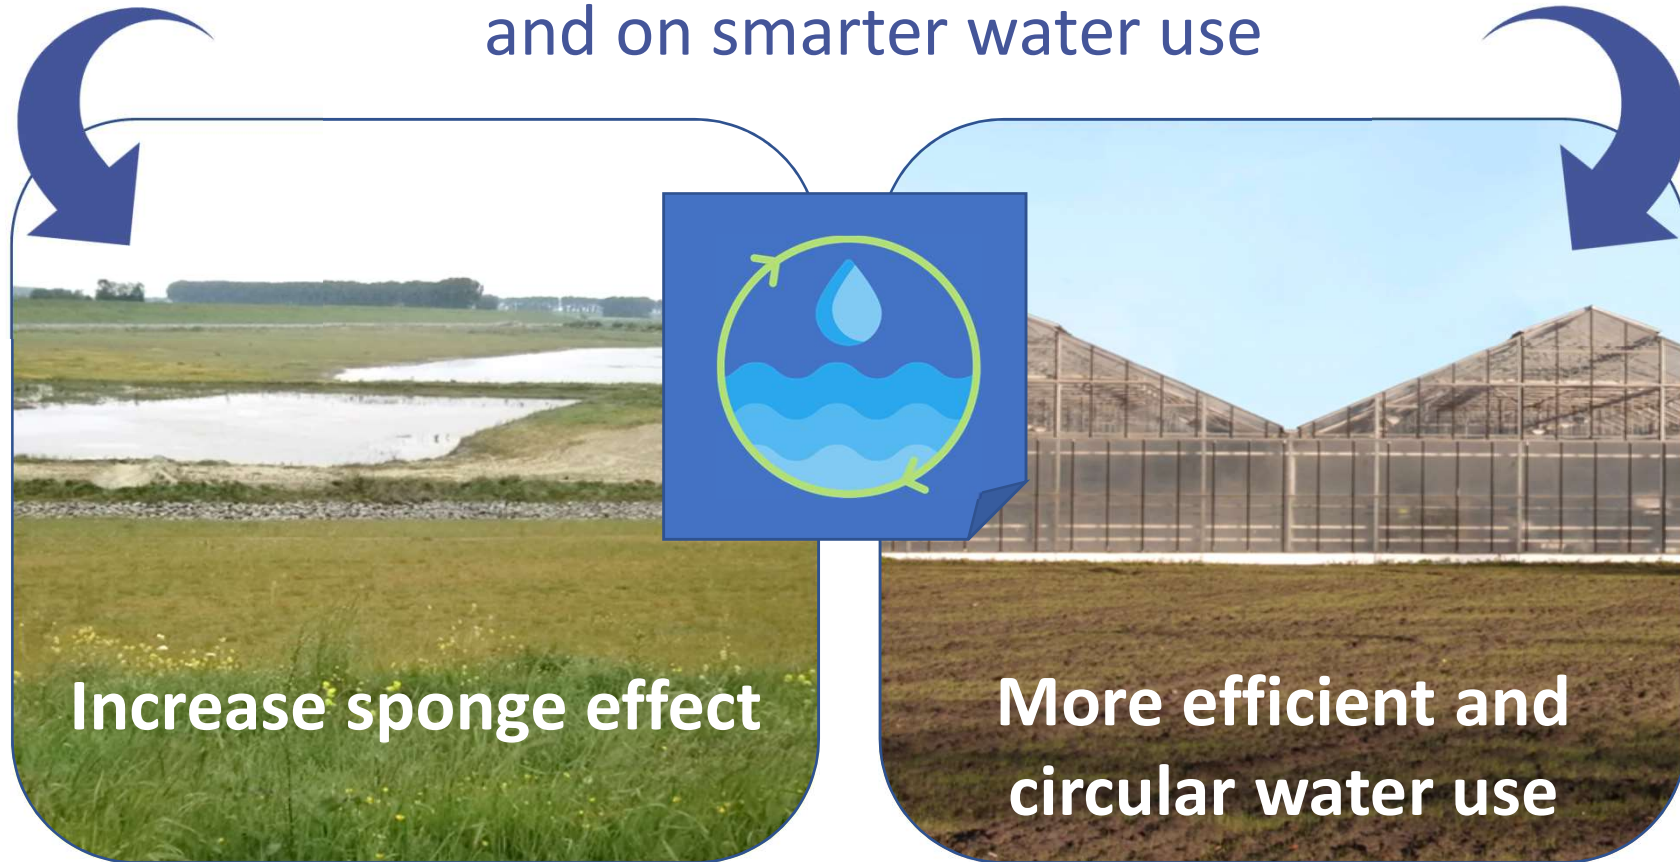 and on smarter water use
Increase sponge effect
More efficient and
circular water use